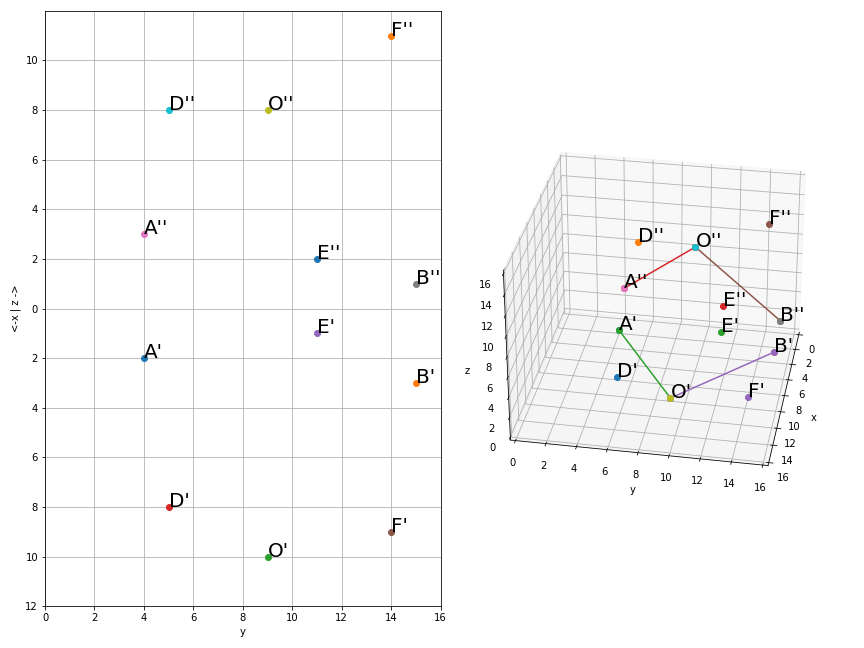 F''
10
D'' O''
8
6
A''
4
E''
2
B''
<-x | z ->
0
E'
A'
2
B'
4
6
D'
8
F'
O'
10
12
0 2 4 6 8 10 12 14 16
y
F''
D'' O''
16 A''
14 E'' B''
12 A' E' B' 0
10 2
z 8 D' O' F' 4
6 6
4 8 x
2 10
0 12
14
16
0 2 4 6 8 10 12 14 16
y